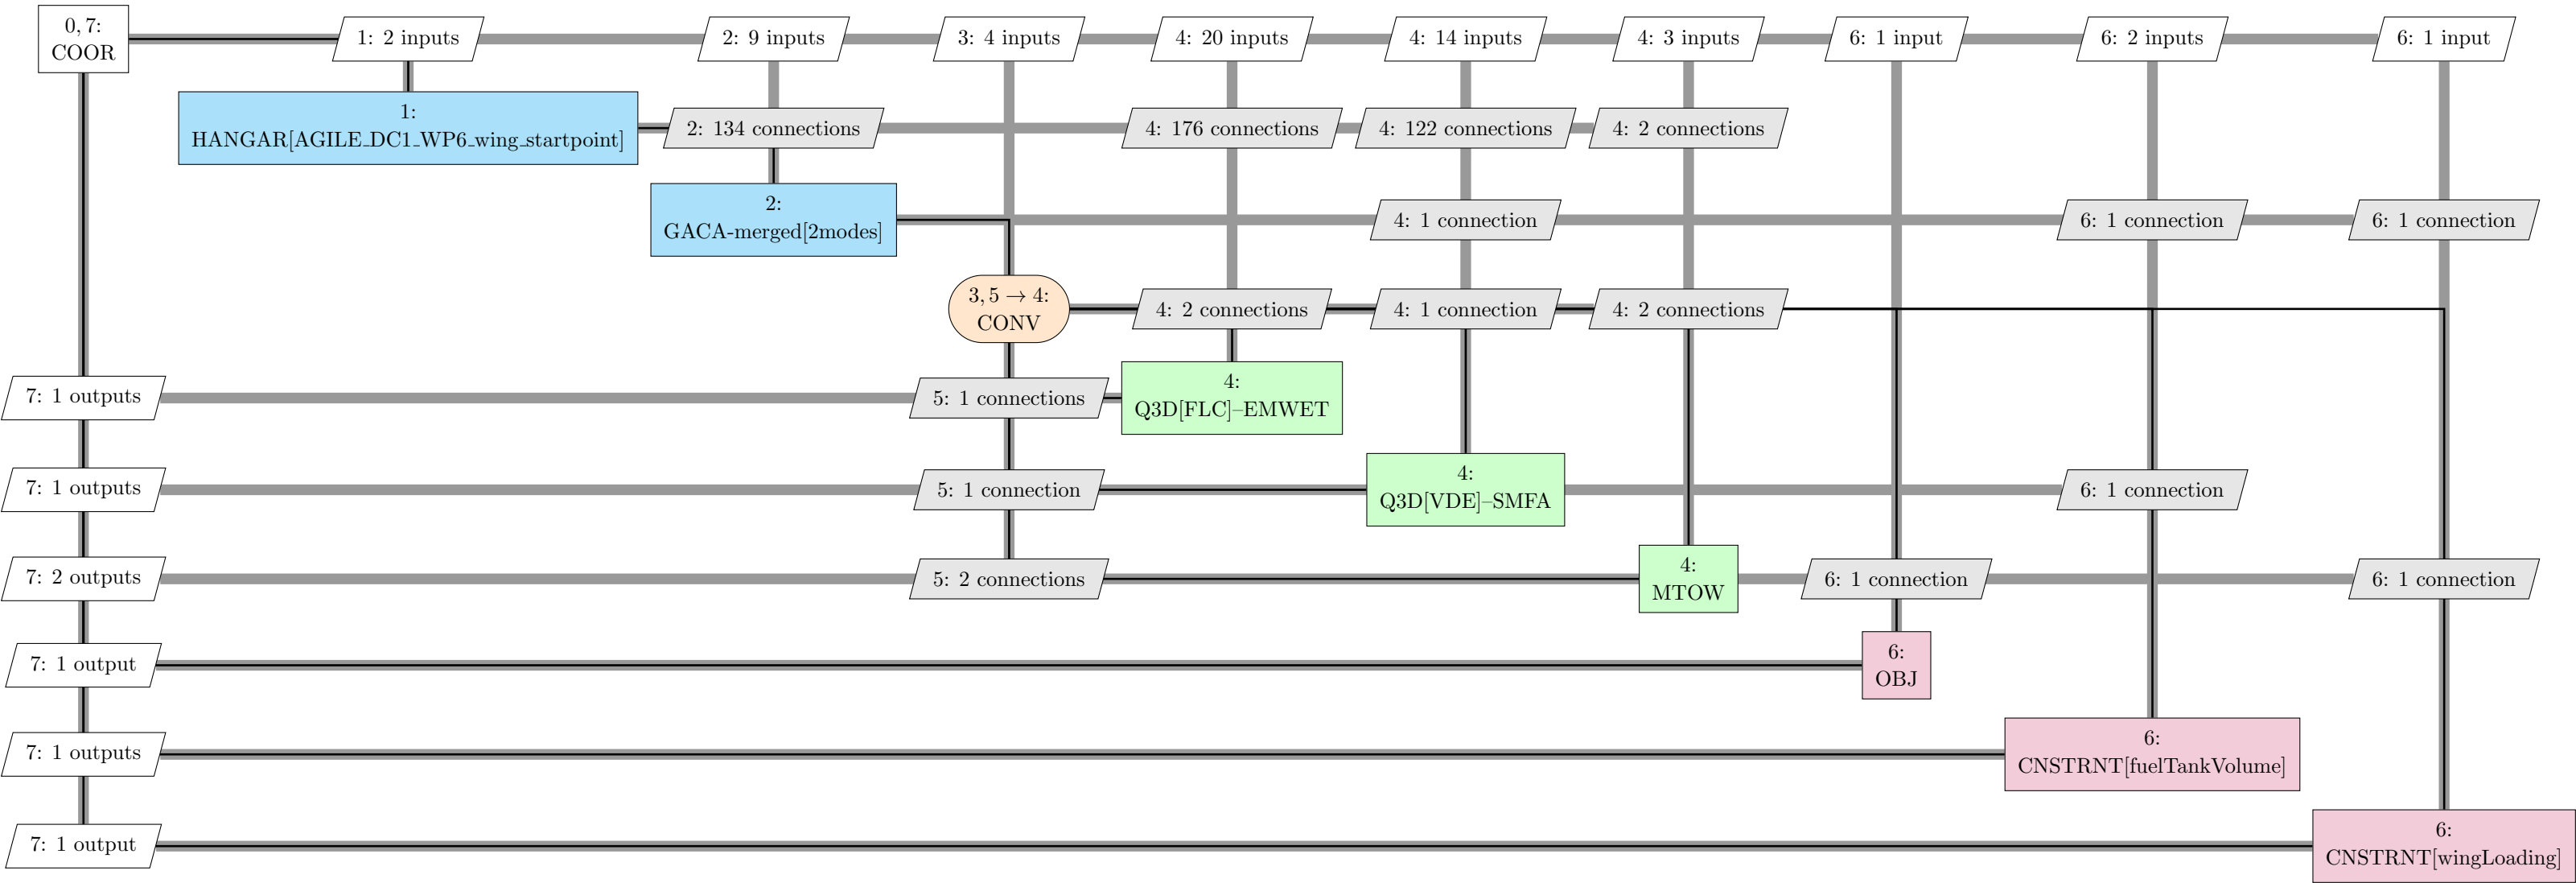 0, 7:
COOR
1: 2 inputs
2: 9 inputs
3: 4 inputs
4: 20 inputs
4: 14 inputs
4: 3 inputs
6: 1 input
6: 2 inputs
6: 1 input
1:
HANGAR[AGILE_DC1_WP6_wing_startpoint]
2: 134 connections
4: 176 connections
4: 122 connections
4: 2 connections
2:
GACA-merged[2modes]
4: 1 connection
6: 1 connection
6: 1 connection
3, 5 → 4:
CONV
4: 2 connections
4: 1 connection
4: 2 connections
7: 1 outputs
5: 1 connections
4:
Q3D[FLC]–EMWET
7: 1 outputs
5: 1 connection
4:
Q3D[VDE]–SMFA
6: 1 connection
7: 2 outputs
5: 2 connections
4:
MTOW
6: 1 connection
6: 1 connection
7: 1 output
6:
OBJ
7: 1 outputs
6:
CNSTRNT[fuelTankVolume]
7: 1 output
6:
CNSTRNT[wingLoading]